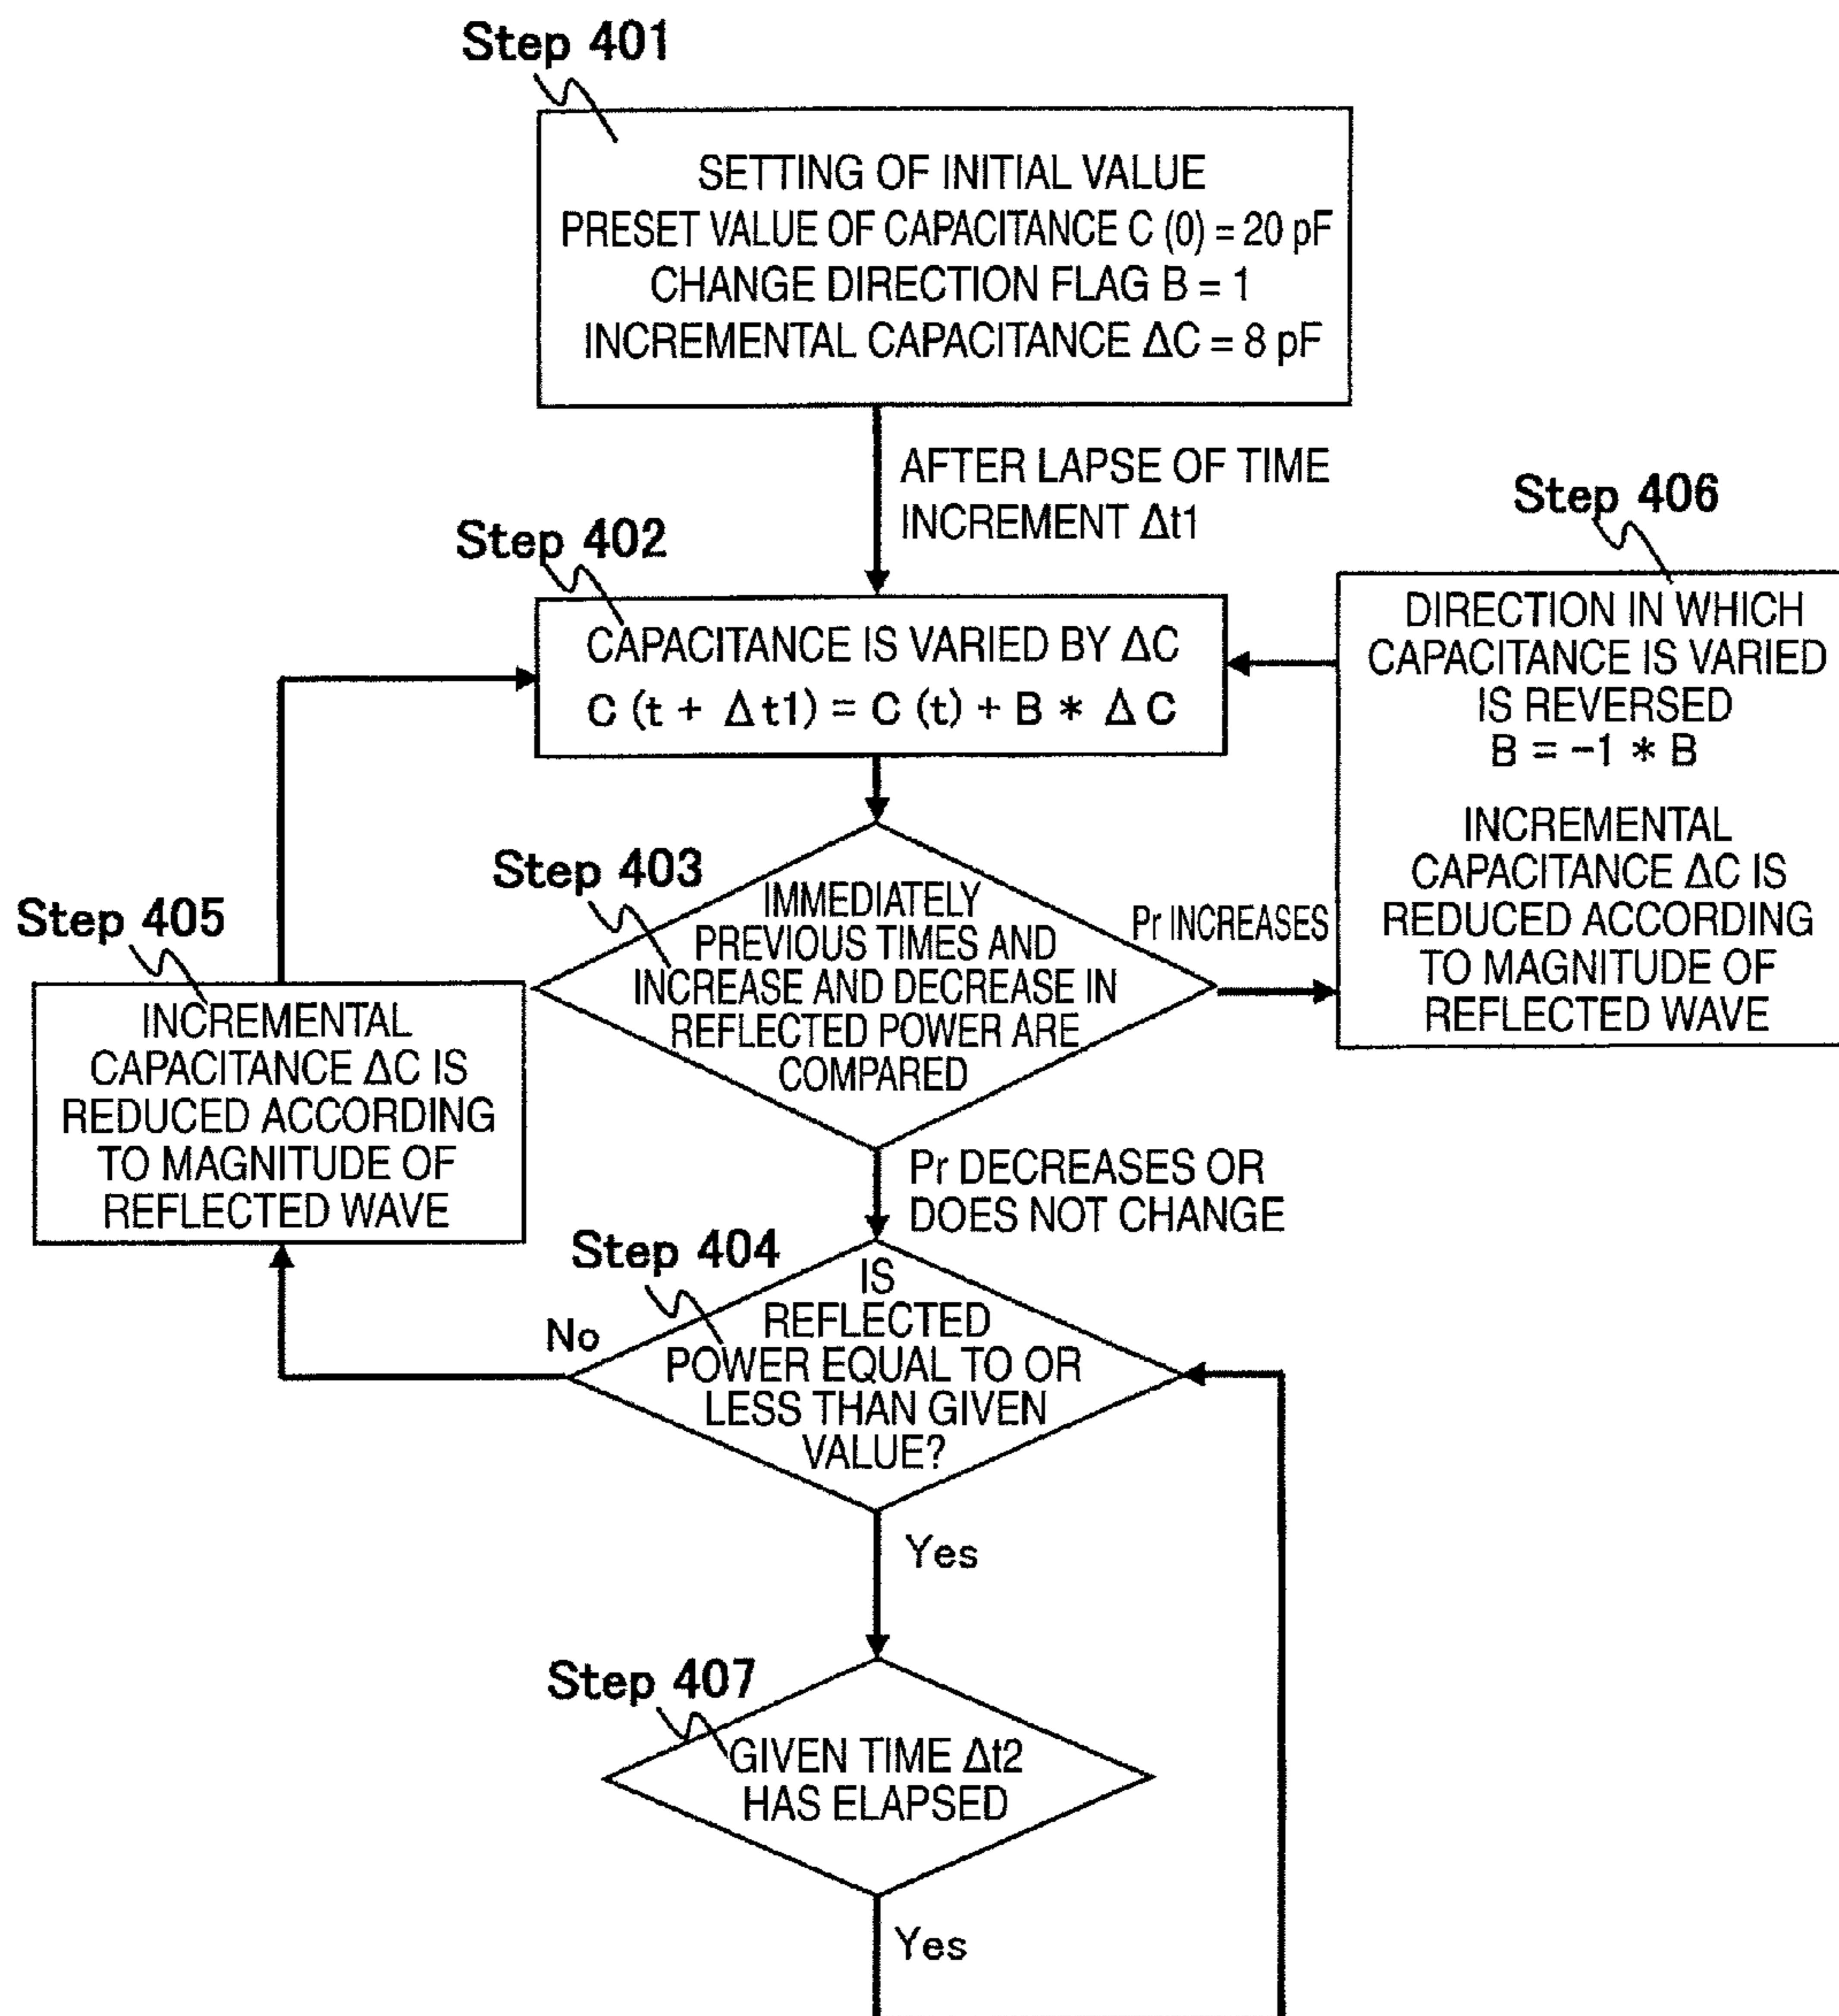 Step 401
SETTING OF INITIAL VALUE
PRESET VALUE OF CAPACITANCE C (0) = 20 pF
CHANGE DIRECTION FLAG B = 1
INCREMENTAL CAPACITANCE ΔC = 8 pF
AFTER LAPSE OF TIME
INCREMENT Δt1
Step 402
CAPACITANCE IS VARIED BY ΔC
C (t + Δt1) = C (t) + B * ΔC
Step 406
DIRECTION IN WHICH
CAPACITANCE IS VARIED
IS REVERSED
B = -1 * B
INCREMENTAL
CAPACITANCE ΔC IS
REDUCED ACCORDING
TO MAGNITUDE OF
REFLECTED WAVE
Step 403
IMMEDIATELY
PREVIOUS TIMES AND
INCREASE AND DECREASE IN
REFLECTED POWER ARE
COMPARED
Pr INCREASES
Step 405
INCREMENTAL
CAPACITANCE ΔC IS
REDUCED ACCORDING
TO MAGNITUDE OF
REFLECTED WAVE
Pr DECREASES OR
DOES NOT CHANGE
Step 404
IS
REFLECTED
POWER EQUAL TO OR
LESS THAN GIVEN
VALUE?
No
Yes
Step 407
GIVEN TIME Δt2
HAS ELAPSED
Yes